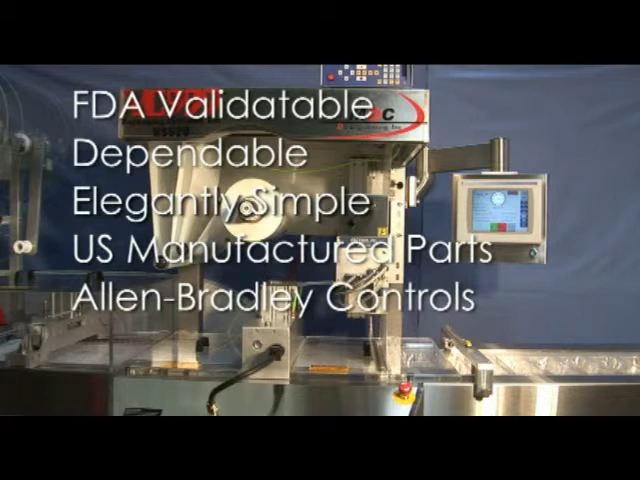 FDA Validatable
Dependable
Elegantly Simple
US Manufactured Parts
Allen-Bradley Controls